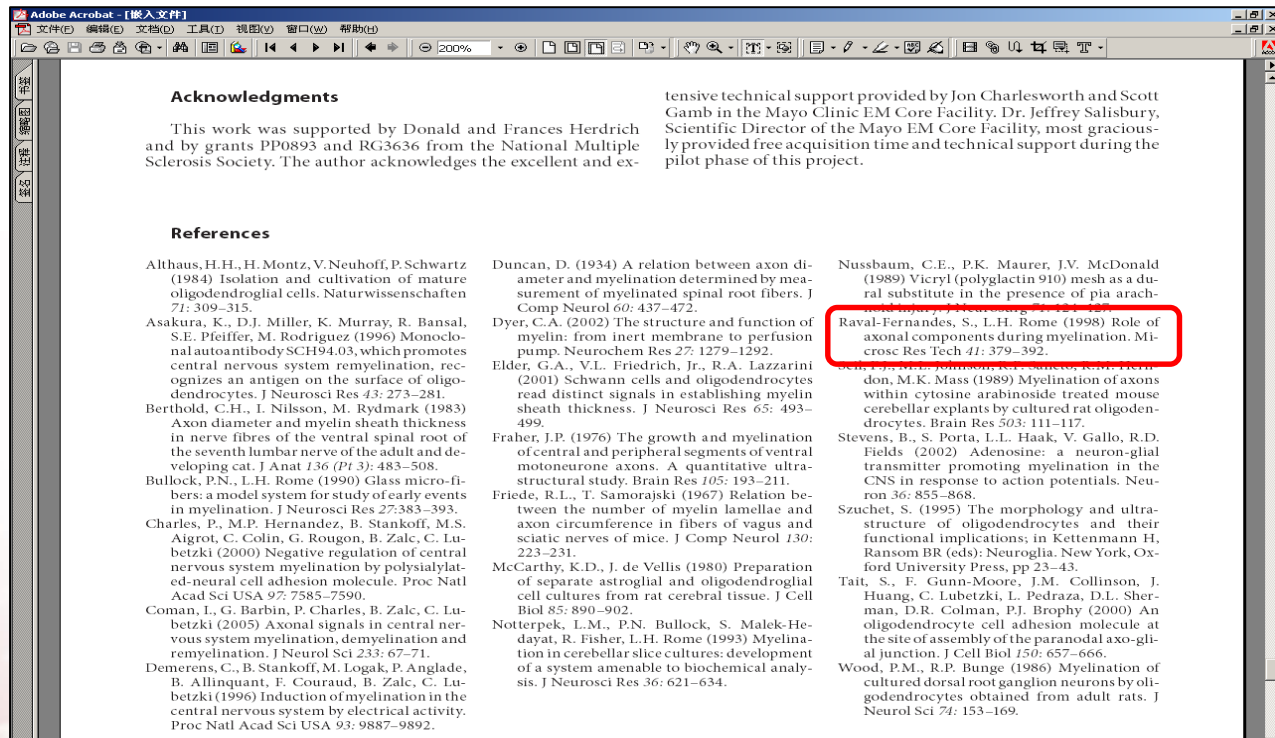 Adobe Acrobat - [嵌入文件]
文件(F) 编辑(E) 文档(D) 工具(T) 视图(V) 窗口(W) 帮助(H)
200%
书签
缩略图
注释
签名
Acknowledgments
This work was supported by Donald and Frances Herdrich
and by grants PP0893 and RG3636 from the National Multiple
Sclerosis Society. The author acknowledges the excellent and ex-
tensive technical support provided by Jon Charlesworth and Scott
Gamb in the Mayo Clinic EM Core Facility. Dr. Jeffrey Salisbury,
Scientific Director of the Mayo EM Core Facility, most gracious-
ly provided free acquisition time and technical support during the
pilot phase of this project.
References
Althaus, H.H., H. Montz, V. Neuhoff, P. Schwartz
(1984) Isolation and cultivation of mature
oligodendroglial cells. Naturwissenschaften
71: 309–315.
Asakura, K., D.J. Miller, K. Murray, R. Bansal,
S.E. Pfeiffer, M. Rodriguez (1996) Monoclo-
nal autoantibody SCH94.03, which promotes
central nervous system remyelination, rec-
ognizes an antigen on the surface of oligo-
dendrocytes. J Neurosci Res 43: 273–281.
Berthold, C.H., I. Nilsson, M. Rydmark (1983)
Axon diameter and myelin sheath thickness
in nerve fibres of the ventral spinal root of
the seventh lumbar nerve of the adult and de-
veloping cat. J Anat 136 (Pt 3): 483–508.
Bullock, P.N., L.H. Rome (1990) Glass micro-fi-
bers: a model system for study of early events
in myelination. J Neurosci Res 27:383–393.
Charles, P., M.P. Hernandez, B. Stankoff, M.S.
Aigrot, C. Colin, G. Rougon, B. Zalc, C. Lu-
betzki (2000) Negative regulation of central
nervous system myelination by polysialylat-
ed-neural cell adhesion molecule. Proc Natl
Acad Sci USA 97: 7585–7590.
Coman, I., G. Barbin, P. Charles, B. Zalc, C. Lu-
betzki (2005) Axonal signals in central ner-
vous system myelination, demyelination and
remyelination. J Neurol Sci 233: 67–71.
Demerens, C., B. Stankoff, M. Logak, P. Anglade,
B. Allinquant, F. Couraud, B. Zalc, C. Lu-
betzki (1996) Induction of myelination in the
central nervous system by electrical activity.
Proc Natl Acad Sci USA 93: 9887–9892.
Duncan, D. (1934) A relation between axon di-
ameter and myelination determined by mea-
surement of myelinated spinal root fibers. J
Comp Neurol 60: 437–472.
Dyer, C.A. (2002) The structure and function of
myelin: from inert membrane to perfusion
pump. Neurochem Res 27: 1279–1292.
Elder, G.A., V.L. Friedrich, Jr., R.A. Lazzarini
(2001) Schwann cells and oligodendrocytes
read distinct signals in establishing myelin
sheath thickness. J Neurosci Res 65: 493–
499.
Fraher, J.P. (1976) The growth and myelination
of central and peripheral segments of ventral
motoneurone axons. A quantitative ultra-
structural study. Brain Res 105: 193–211.
Friede, R.L., T. Samorajski (1967) Relation be-
tween the number of myelin lamellae and
axon circumference in fibers of vagus and
sciatic nerves of mice. J Comp Neurol 130:
223–231.
McCarthy, K.D., J. de Vellis (1980) Preparation
of separate astroglial and oligodendroglial
cell cultures from rat cerebral tissue. J Cell
Biol 85: 890–902.
Notterpek, L.M., P.N. Bullock, S. Malek-He-
dayat, R. Fisher, L.H. Rome (1993) Myelina-
tion in cerebellar slice cultures: development
of a system amenable to biochemical analy-
sis. J Neurosci Res 36: 621–634.
Nussbaum, C.E., P.K. Maurer, J.V. McDonald
(1989) Vicryl (polyglactin 910) mesh as a du-
ral substitute in the presence of pia arach-
noid injury. J Neurosurg 71: 124–127.
Raval-Fernandes, S., L.H. Rome (1998) Role of
axonal components during myelination. Mi-
crosc Res Tech 41: 379–392.
Seil, F.J., M.L. Johnson, R.P. Saneto, R.M. Hern-
don, M.K. Mass (1989) Myelination of axons
within cytosine arabinoside treated mouse
cerebellar explants by cultured rat oligoden-
drocytes. Brain Res 503: 111–117.
Stevens, B., S. Porta, L.L. Haak, V. Gallo, R.D.
Fields (2002) Adenosine: a neuron-glial
transmitter promoting myelination in the
CNS in response to action potentials. Neu-
ron 36: 855–868.
Szuchet, S. (1995) The morphology and ultra-
structure of oligodendrocytes and their
functional implications; in Kettenmann H,
Ransom BR (eds): Neuroglia. New York, Ox-
ford University Press, pp 23–43.
Tait, S., F. Gunn-Moore, J.M. Collinson, J.
Huang, C. Lubetzki, L. Pedraza, D.L. Sher-
man, D.R. Colman, P.J. Brophy (2000) An
oligodendrocyte cell adhesion molecule at
the site of assembly of the paranodal axo-gli-
al junction. J Cell Biol 150: 657–666.
Wood, P.M., R.P. Bunge (1986) Myelination of
cultured dorsal root ganglion neurons by oli-
godendrocytes obtained from adult rats. J
Neurol Sci 74: 153–169.